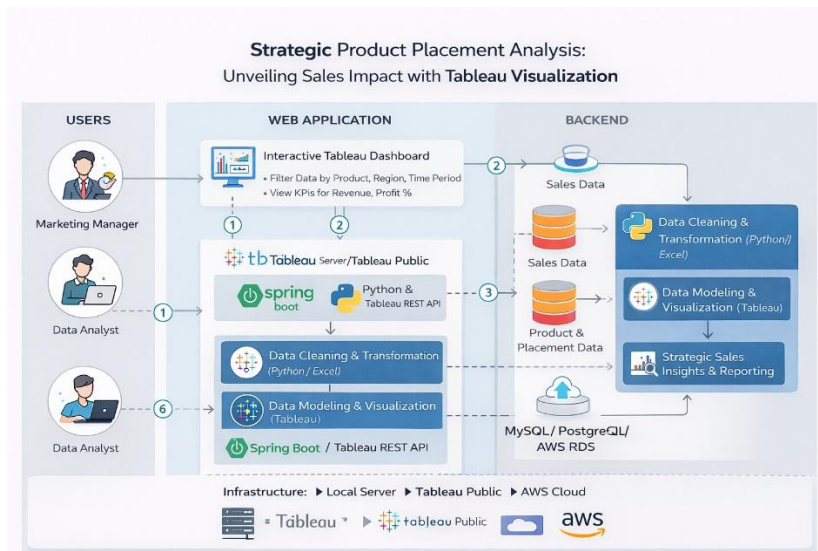 Strategic Product Placement Analysis:
Unveiling Sales Impact with Tableau Visualization
USERS
Marketing Manager
Data Analyst
Data Analyst
1
6
WEB APPLICATION
Interactive Tableau Dashboard
• Filter Data by Product, Region, Time Period
• View KPIs for Revenue, Profit %
1
2
tb Tableau Server/Tableau Public
spring
boot
Python &
Tableau REST API
Data Cleaning & Transformation
(Python / Excel)
Data Modeling & Visualization
(Tableau)
Spring Boot / Tableau REST API
BACKEND
2
3
Sales Data
Sales Data
Product &
Placement Data
MySQL/ PostgreQL/
AWS RDS
Data Cleaning &
Transformation (Python/)
Excel)
Data Modeling &
Visualization (Tableau)
Strategic Sales
Insights & Reporting
Infrastructure: ▶ Local Server ▶ Tableau Public ▶ AWS Cloud
Tableau
tableau Public
aws